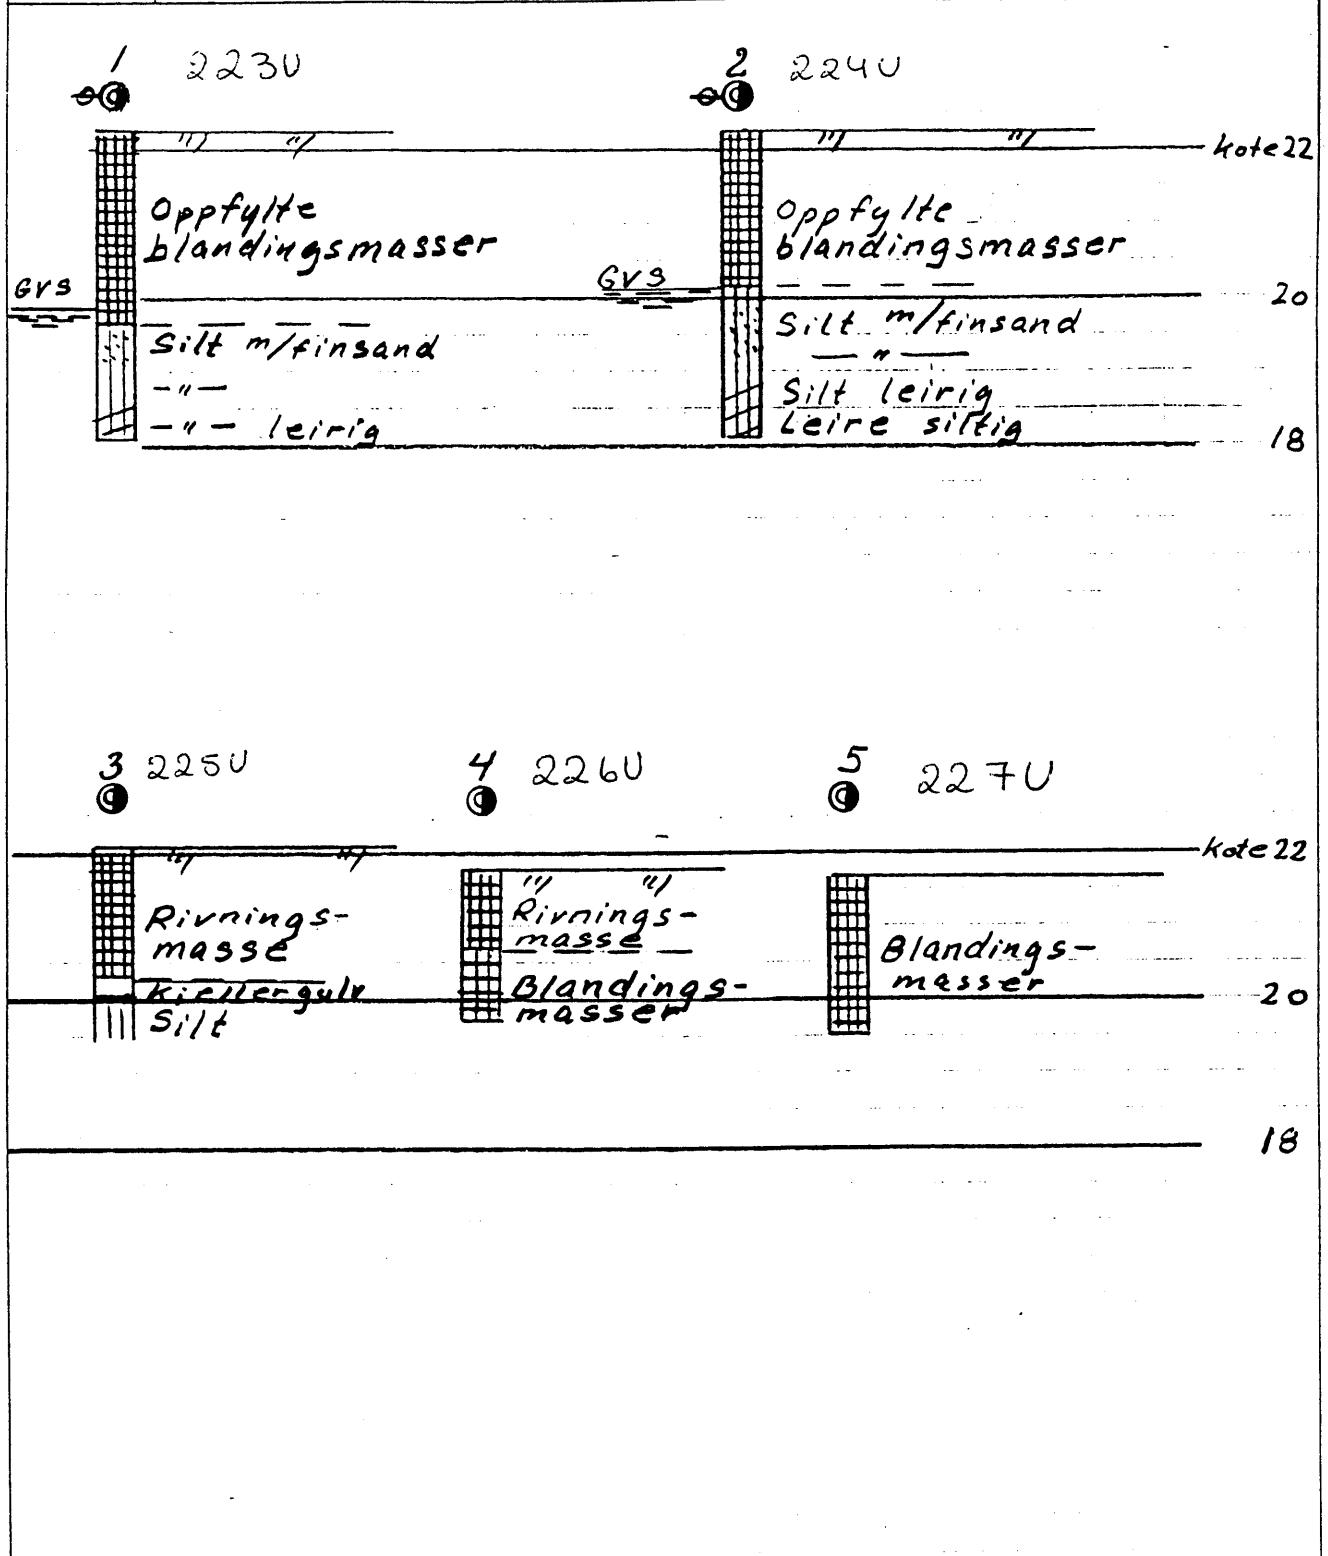 1 223U
2 224U
kote 22
Oppfylte
blandingsmasser
GVS
Silt m/finsand
-"-
-"- leirig
Oppfylte
blandingsmasser
GVS
20
Silt m/finsand
-"-
Silt leirig
Leire siltig
18
3 225U
4 226U
5 227U
kote 22
Rivnings-
masse
Kjellergulv
Silt
Rivnings-
masse
Blandings-
masser
Blandings-
masser
20
18